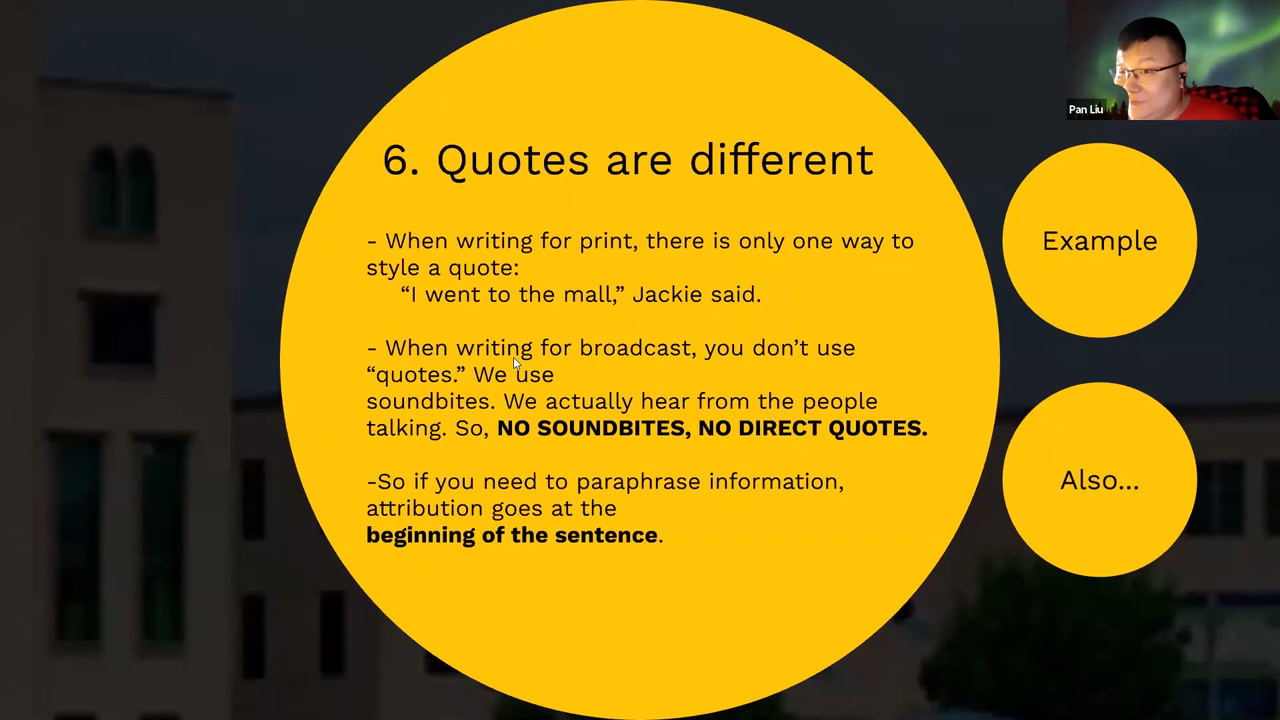 6. Quotes are different
- When writing for print, there is only one way to
style a quote:
“I went to the mall,” Jackie said.
- When writing for broadcast, you don’t use
“quotes.” We use
soundbites. We actually hear from the people
talking. So, NO SOUNDBITES, NO DIRECT QUOTES.
-So if you need to paraphrase information,
attribution goes at the
beginning of the sentence.
Example
Also...
Pan Liu